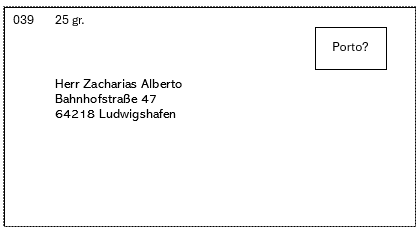 039 25 gr.
Porto?
Herr Zacharias Alberto
Bahnhofstraße 47
64218 Ludwigshafen